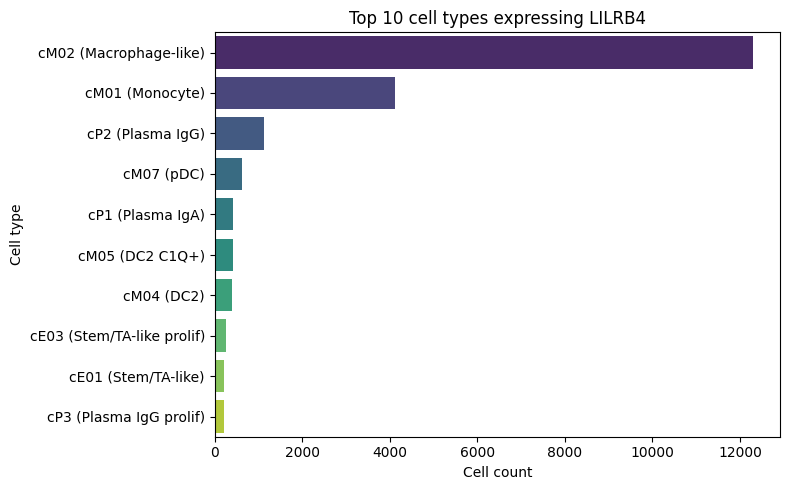 Top 10 cell types expressing LILRB4
Cell type
cM02 (Macrophage-like)
cM01 (Monocyte)
cP2 (Plasma IgG)
cM07 (pDC)
cP1 (Plasma IgA)
cM05 (DC2 C1Q+)
cM04 (DC2)
cE03 (Stem/TA-like prolif)
cE01 (Stem/TA-like)
cP3 (Plasma IgG prolif)
0 2000 4000 6000 8000 10000 12000
Cell count